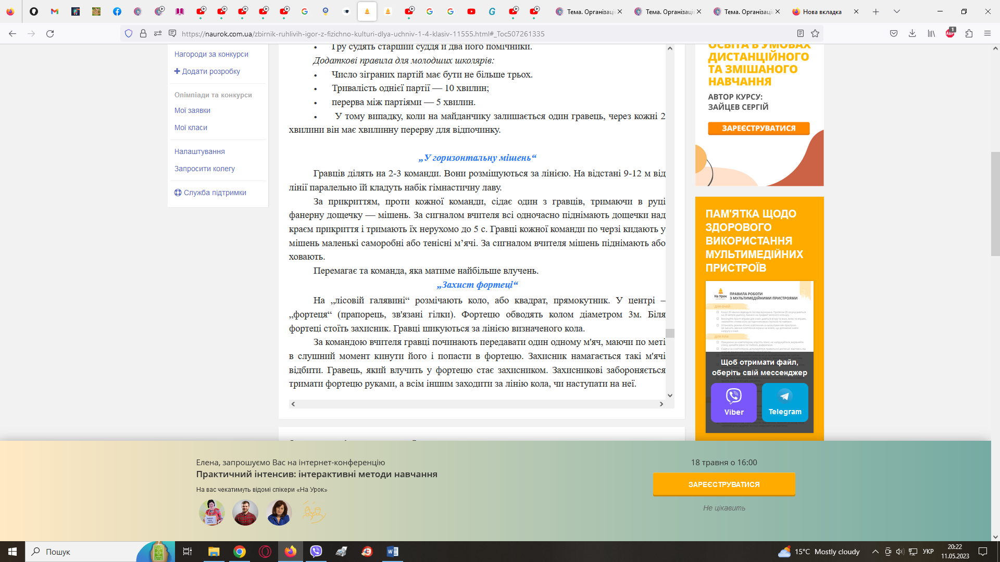 Тема. Організаці
Тема. Організаці
Тема. Організаці
Нова вкладка
https://naurok.com.ua/zbirnik-ruhlivih-igor-z-fizichno-kulturi-dlya-uchniv-1-4-klasiv-11555.html#_Toc507261335
Нагороди за конкурси
Додати розробку
Олімпіади та конкурси
Мої заявки
Мої класи
Налаштування
Запросити колегу
Служба підтримки
• Гру судять старший суддя й два його помічники.
Додаткові правила для молодших школярів:
• Число зіграних партій має бути не більше трьох.
• Тривалість однієї партії — 10 хвилин;
• перерва між партіями — 5 хвилин.
• У тому випадку, коли на майданчику залишається один гравець, через кожні 2
хвилини він має хвилинну перерву для відпочинку.
„У горизонтальну мішень“
Гравців ділять на 2-3 команди. Вони розміщуються за лінією. На відстані 9-12 м від
лінії паралельно їй кладуть набік гімнастичну лаву.
За прикриттям, проти кожної команди, сідає один з гравців, тримаючи в руці
фанерну дощечку — мішень. За сигналом вчителя всі одночасно піднімають дощечки над
краєм прикриття і тримають їх нерухомо до 5 с. Гравці кожної команди по черзі кидають у
мішень маленькі саморобні або тенісні м’ячі. За сигналом вчителя мішень піднімають або
ховають.
Перемагає та команда, яка матиме найбільше влучень.
„Захист фортеці“
На „лісовій галявині“ розмічають коло, або квадрат, прямокутник. У центрі –
„фортеця“ (прапорець, зв'язані гілки). Фортецю обводять колом діаметром 3м. Біля
фортеці стоїть захисник. Гравці шикуються за лінією визначеного кола.
За командою вчителя гравці починають передавати один одному м'яч, маючи по меті
в слушний момент кинути його і попасти в фортецю. Захисник намагається такі м'ячі
відбити. Гравець, який влучить у фортецю стає захисником. Захисникові забороняється
тримати фортецю руками, а всім іншим заходити за лінію кола, чи наступати на неї.
ОСВІТА В УМОВАХ
ДИСТАНЦІЙНОГО
ТА ЗМІШАНОГО
НАВЧАННЯ
АВТОР КУРСУ:
ЗАЙЦЕВ СЕРГІЙ
ЗАРЕЄСТРУВАТИСЯ
ПАМ'ЯТКА ЩОДО
ЗДОРОВОГО
ВИКОРИСТАННЯ
МУЛЬТИМЕДІЙНИХ
ПРИСТРОЇВ
На Урок
ПРАВИЛА РОБОТИ
З МУЛЬТИМЕДІЙНИМИ ПРИСТРОЯМИ
ДЛЯ ОЧЕЙ
ДЛЯ ТІЛА
Щоб отримати файл,
оберіть свій мессенджер
Viber
Telegram
Елена, запрошуємо Вас на інтернет-конференцію
Практичний інтенсив: інтерактивні методи навчання
На вас чекатимуть відомі спікери «На Урок»
18 травня о 16:00
ЗАРЕЄСТРУВАТИСЯ
Не цікавить
Пошук
15°C Mostly cloudy
УКР
20:22
11.05.2023